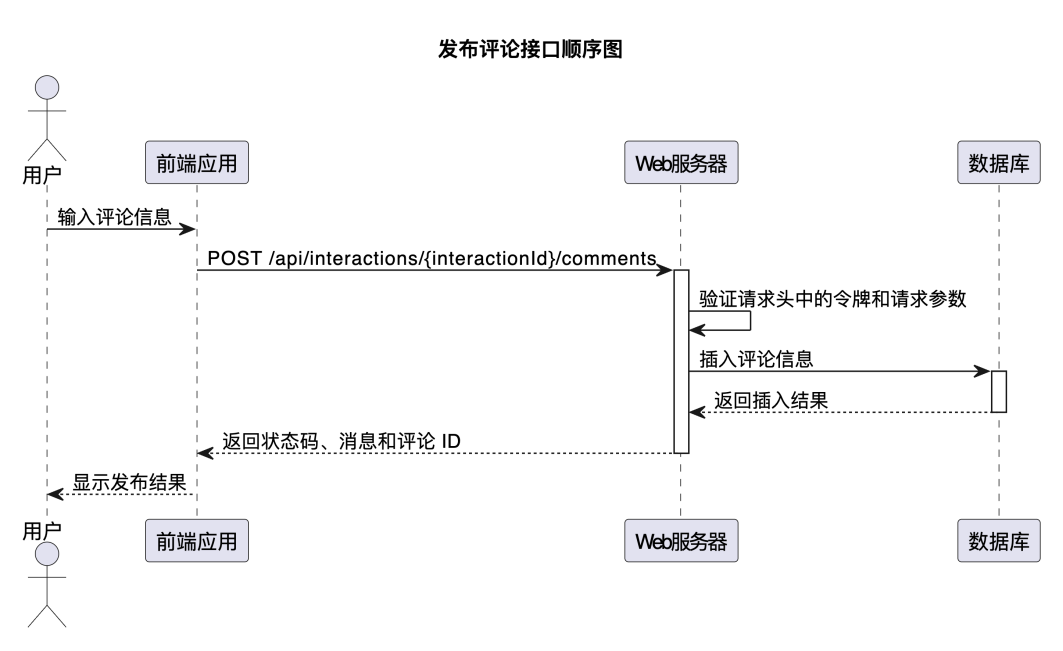 发布评论接口顺序图
用户
前端应用
Web服务器
数据库
输入评论信息
POST /api/interactions/{interactionId}/comments
验证请求头中的令牌和请求参数
插入评论信息
返回插入结果
返回状态码、消息和评论 ID
显示发布结果
用户
前端应用
Web服务器
数据库